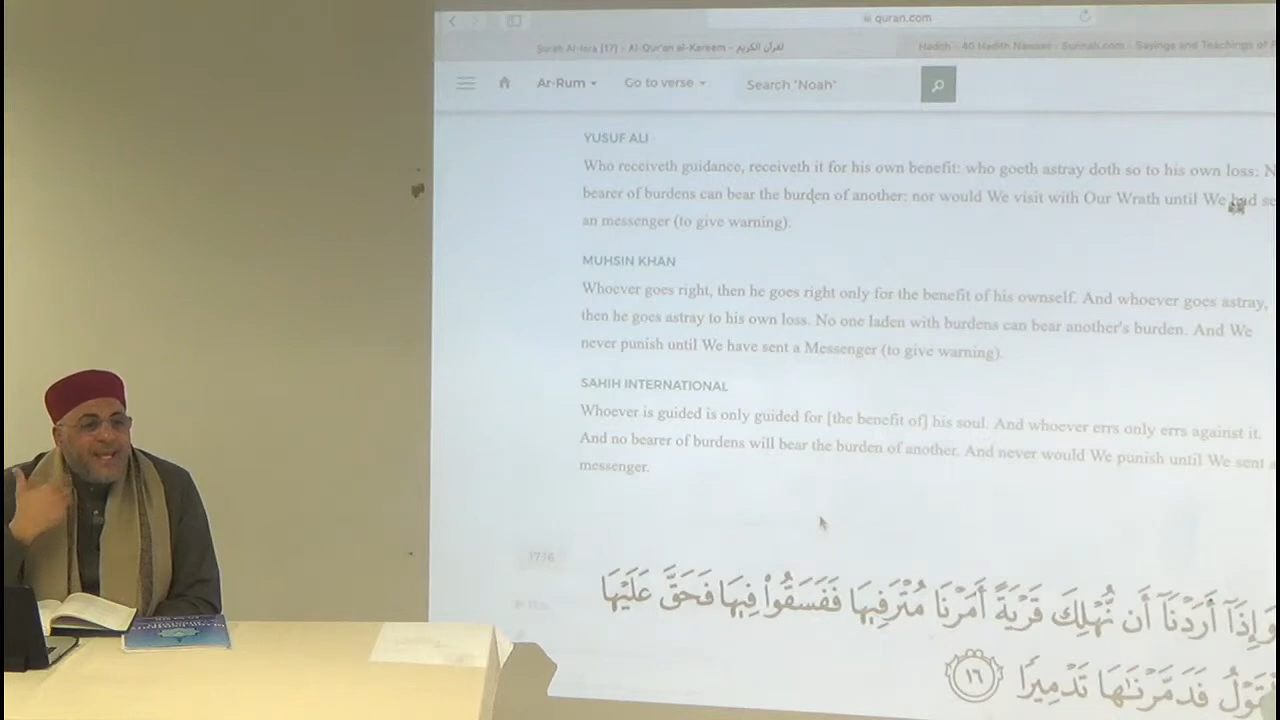 quran.com
Surah Al-Isra [17] - Al-Qur'an al-Kareem - القرآن الكريم
Hadith - 40 Hadith Nawawi - Sunnah.com - Sayings and Teachings of
Ar-Rum
Go to verse
Search "Noah"
YUSUF ALI
Who receiveth guidance, receiveth it for his own benefit: who goeth astray doth so to his own loss:
bearer of burdens can bear the burden of another: nor would We visit with Our Wrath until We had
an messenger (to give warning).
MUHSIN KHAN
Whoever goes right, then he goes right only for the benefit of his ownself. And whoever goes astray,
then he goes astray to his own loss. No one laden with burdens can bear another's burden. And We
never punish until We have sent a Messenger (to give warning).
SAHIH INTERNATIONAL
Whoever is guided is only guided for [the benefit of] his soul. And whoever errs only errs against it.
And no bearer of burdens will bear the burden of another. And never would We punish until We sent a
messenger.
17:16
وَإِذَآ أَرَدْنَآ أَن نُّهْلِكَ قَرْيَةً أَمَرْنَا مُتْرَفِيهَا فَفَسَقُوا۟ فِيهَا فَحَقَّ عَلَيْهَا
فَدَمَّرْنَـٰهَا تَدْمِيرًا ١٦